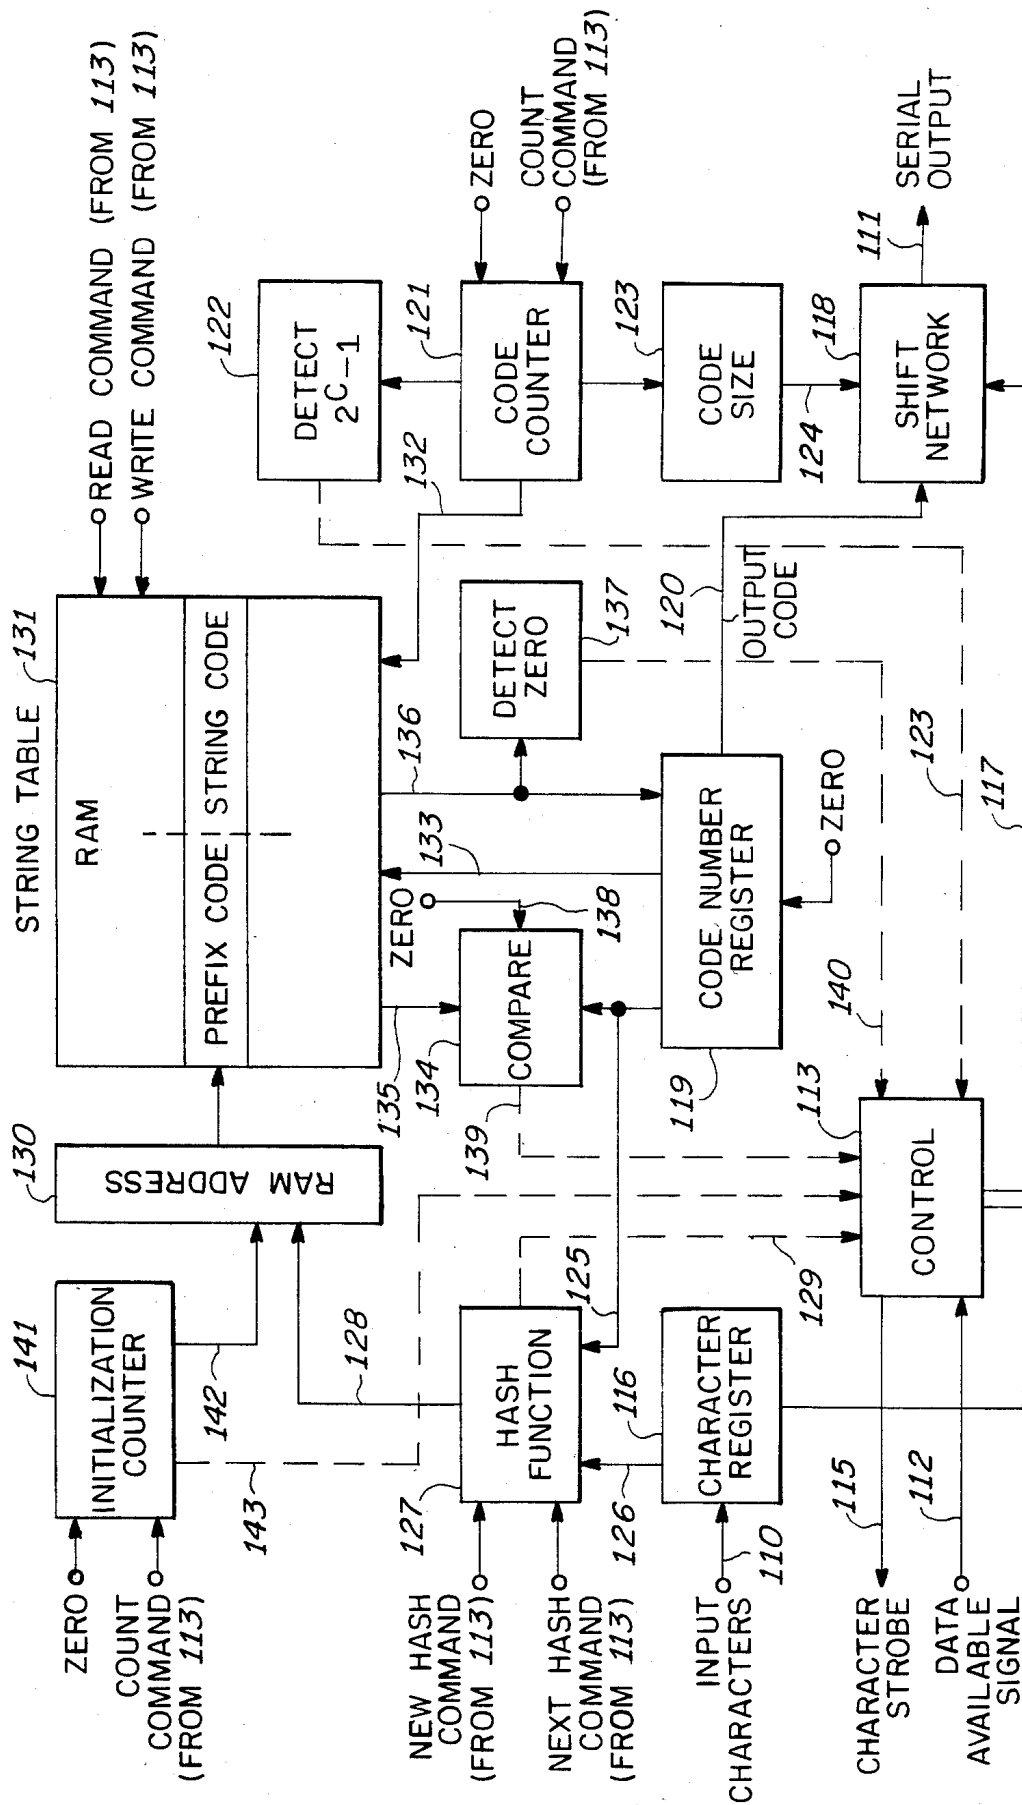 STRING TABLE
131
RAM
PREFIX CODE
STRING CODE
READ COMMAND (FROM 113)
WRITE COMMAND (FROM 113)
130
RAM ADDRESS
141
INITIALIZATION
COUNTER
ZERO
COUNT
COMMAND
(FROM 113)
142
143
128
135
133
136
132
122
DETECT
2C-1
121
CODE
COUNTER
ZERO
COUNT
COMMAND
(FROM 113)
123
CODE
SIZE
124
118
SHIFT
NETWORK
111
SERIAL
OUTPUT
137
DETECT
ZERO
ZERO
138
134
COMPARE
139
127
HASH
FUNCTION
NEW HASH
COMMAND
(FROM 113)
NEXT HASH
COMMAND
(FROM 113)
125
126
129
116
CHARACTER
REGISTER
110
INPUT
CHARACTERS
119
CODE NUMBER
REGISTER
ZERO
120
OUTPUT
CODE
140
123
113
CONTROL
115
CHARACTER
STROBE
112
DATA
AVAILABLE
SIGNAL
117